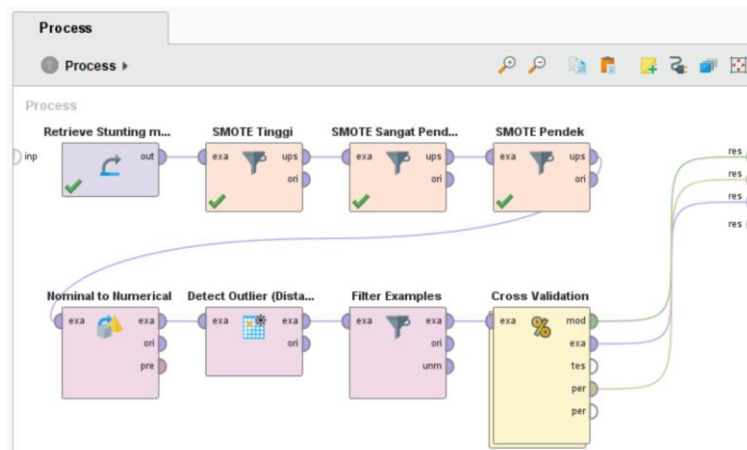 Process
Process
Process
Retrieve Stunting m...
SMOTE Tinggi
SMOTE Sangat Pend...
SMOTE Pendek
inp
out
exa
ups
ori
exa
ups
ori
exa
ups
ori
res
res
res
res
Nominal to Numerical
Detect Outlier (Dista...
Filter Examples
Cross Validation
exa
exa
ori
pre
exa
exa
ori
exa
exa
ori
unm
exa
%
mod
exa
tes
per
per